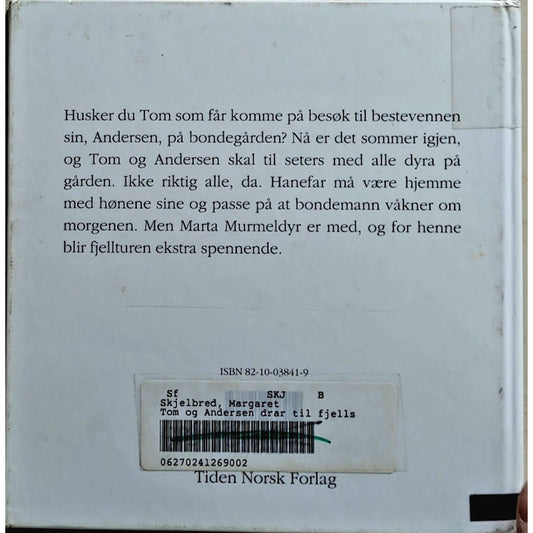 Husker du Tom som får komme på besøk til bestevennen
sin, Andersen, på bondegården? Nå er det sommer igjen,
og Tom og Andersen skal til seters med alle dyra på
gården. Ikke riktig alle, da. Hanefar må være hjemme
med hønene sine og passe på at bondemann våkner om
morgenen. Men Marta Murmeldyr er med, og for henne
blir fjellturen ekstra spennende.
ISBN 82-10-03841-9
Sf SKJ B
Skjelbred, Margaret
Tom og Andersen drar til fjells
06270241269002
Tiden Norsk Forlag